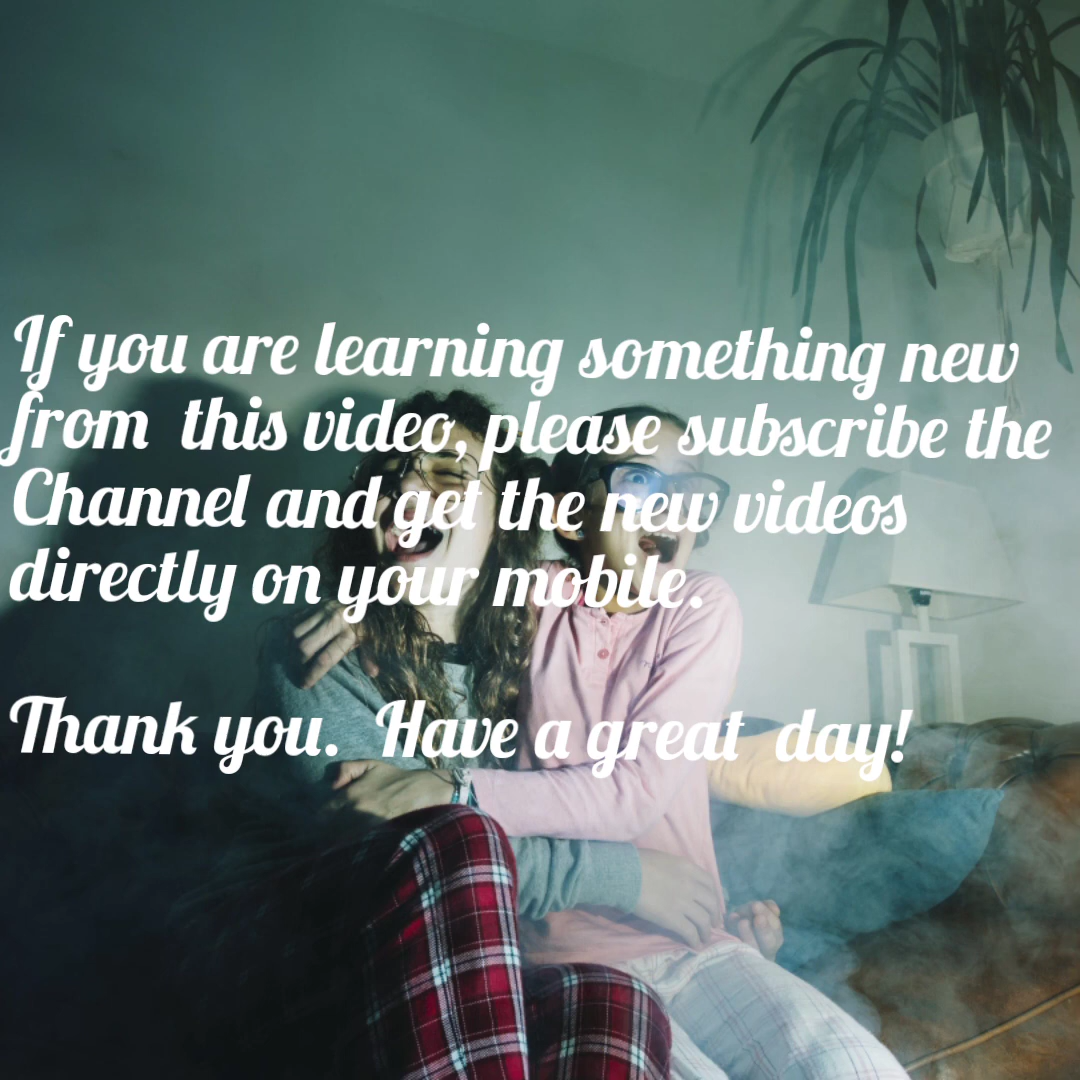 If you are learning something new
from this video, please subscribe the
Channel and get the new videos
directly on your mobile.
Thank you. Have a great day!